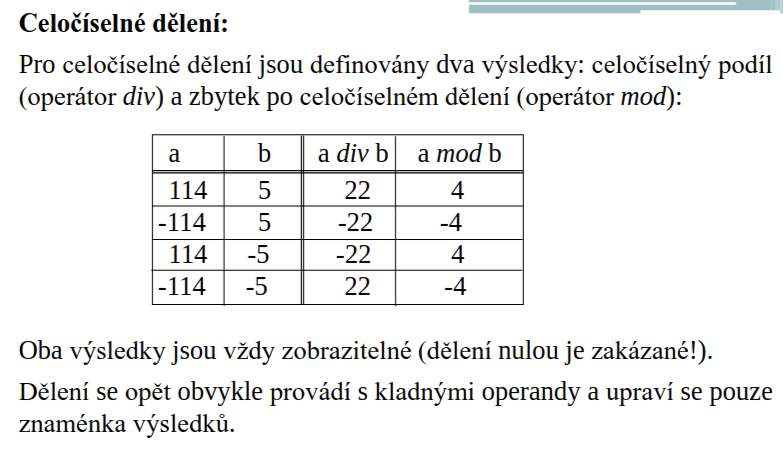 Celočíselné dělení:
Pro celočíselné dělení jsou definovány dva výsledky: celočíselný podíl
(operátor div) a zbytek po celočíselném dělení (operátor mod):
a b a div b a mod b
114 5 22 4
-114 5 -22 -4
114 -5 -22 4
-114 -5 22 -4
Oba výsledky jsou vždy zobrazitelné (dělení nulou je zakázané!).
Dělení se opět obvykle provádí s kladnými operandy a upraví se pouze
znaménka výsledků.